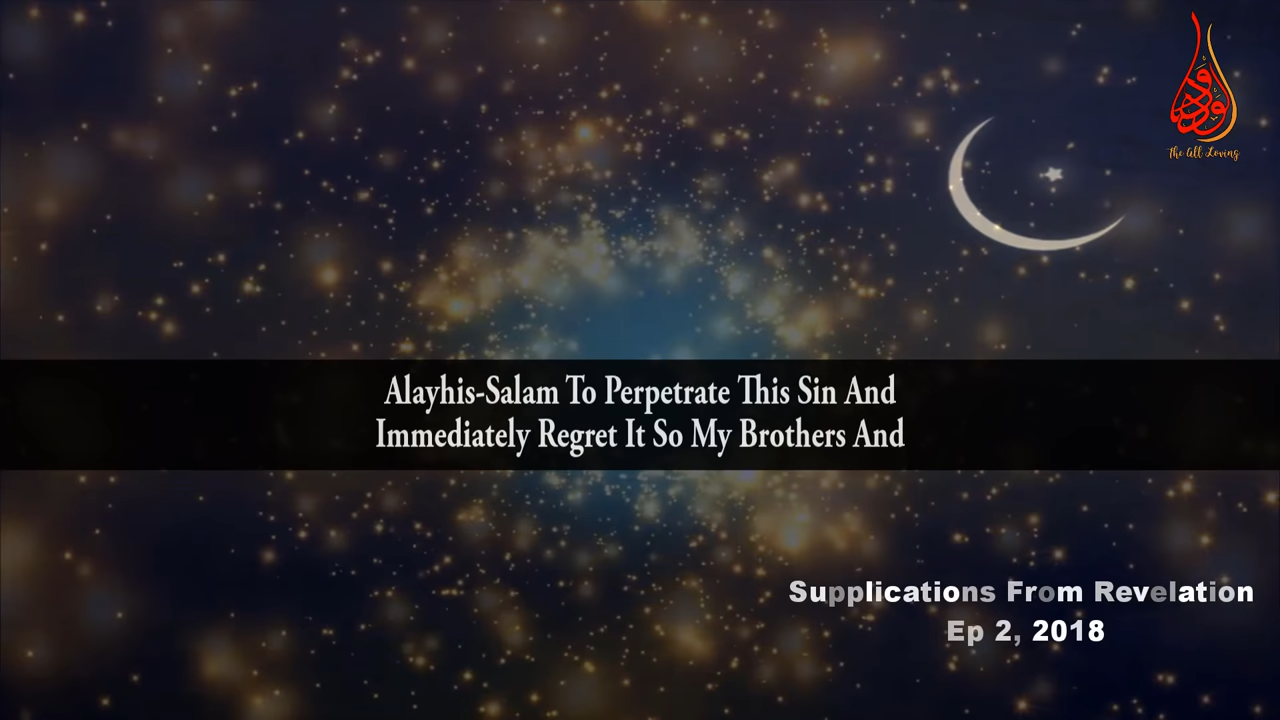 الودود
The All Loving
Alayhis-Salam To Perpetrate This Sin And
Immediately Regret It So My Brothers And
Supplications From Revelation
Ep 2, 2018